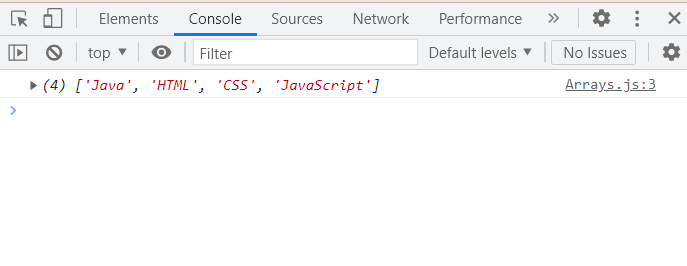 Elements Console Sources Network Performance »
top ▼ Filter Default levels ▼ No Issues
▶ (4) ['Java', 'HTML', 'CSS', 'JavaScript'] Arrays.js:3
>